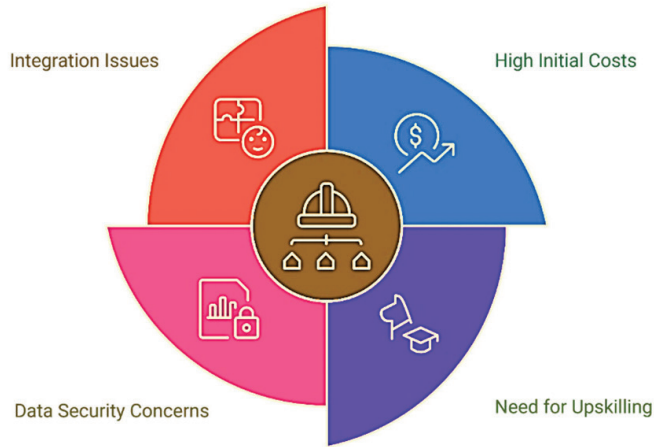 Integration Issues
High Initial Costs
$
Data Security Concerns
Need for Upskilling